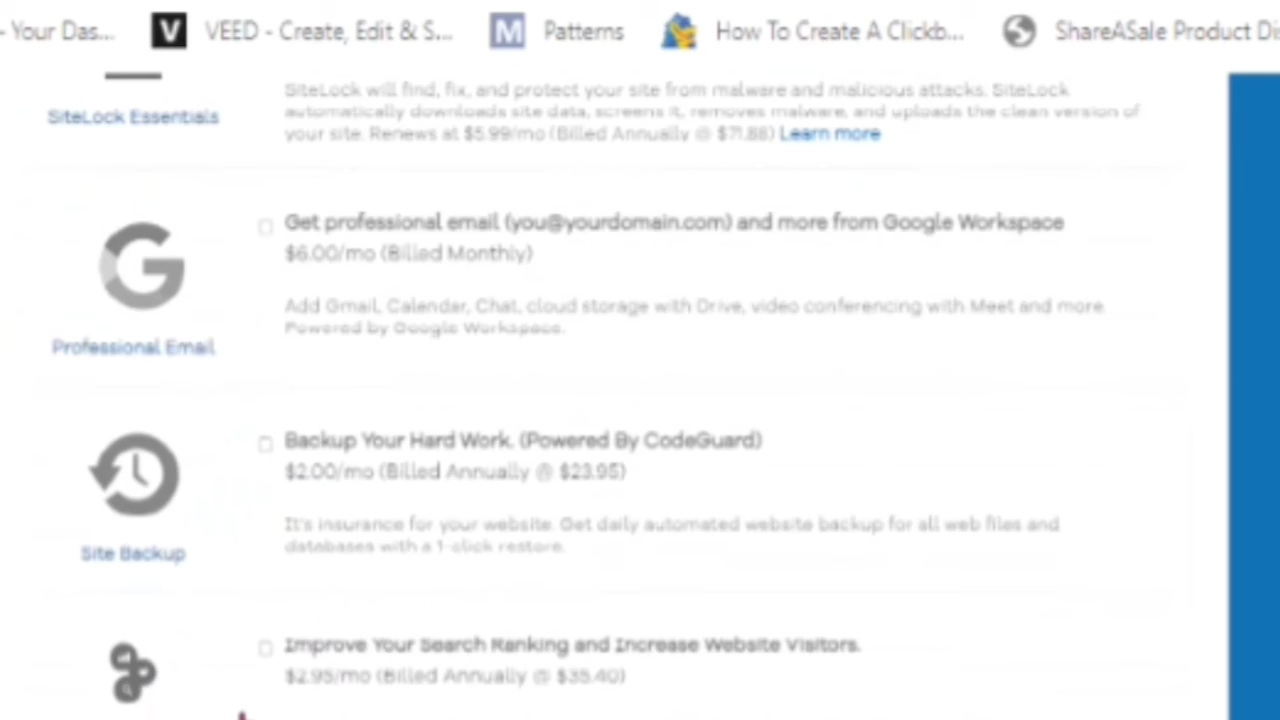 - Your Das...
V
VEED - Create, Edit & S...
M
Patterns
How To Create A Clickb...
ShareASale Product Di
SiteLock Essentials
SiteLock will find, fix, and protect your site from malware and malicious attacks. SiteLock
automatically downloads site data, screens it, removes malware, and uploads the clean version of
your site. Renews at $5.99/mo (Billed Annually @ $71.88) Learn more
Get professional email (you@yourdomain.com) and more from Google Workspace
$6.00/mo (Billed Monthly)
Add Gmail, Calendar, Chat, cloud storage with Drive, video conferencing with Meet and more.
Powered by Google Workspace.
Professional Email
Backup Your Hard Work. (Powered By CodeGuard)
$2.00/mo (Billed Annually @ $23.95)
It's insurance for your website. Get daily automated website backup for all web files and
databases with a 1-click restore.
Site Backup
Improve Your Search Ranking and Increase Website Visitors.
$2.95/mo (Billed Annually @ $35.40)